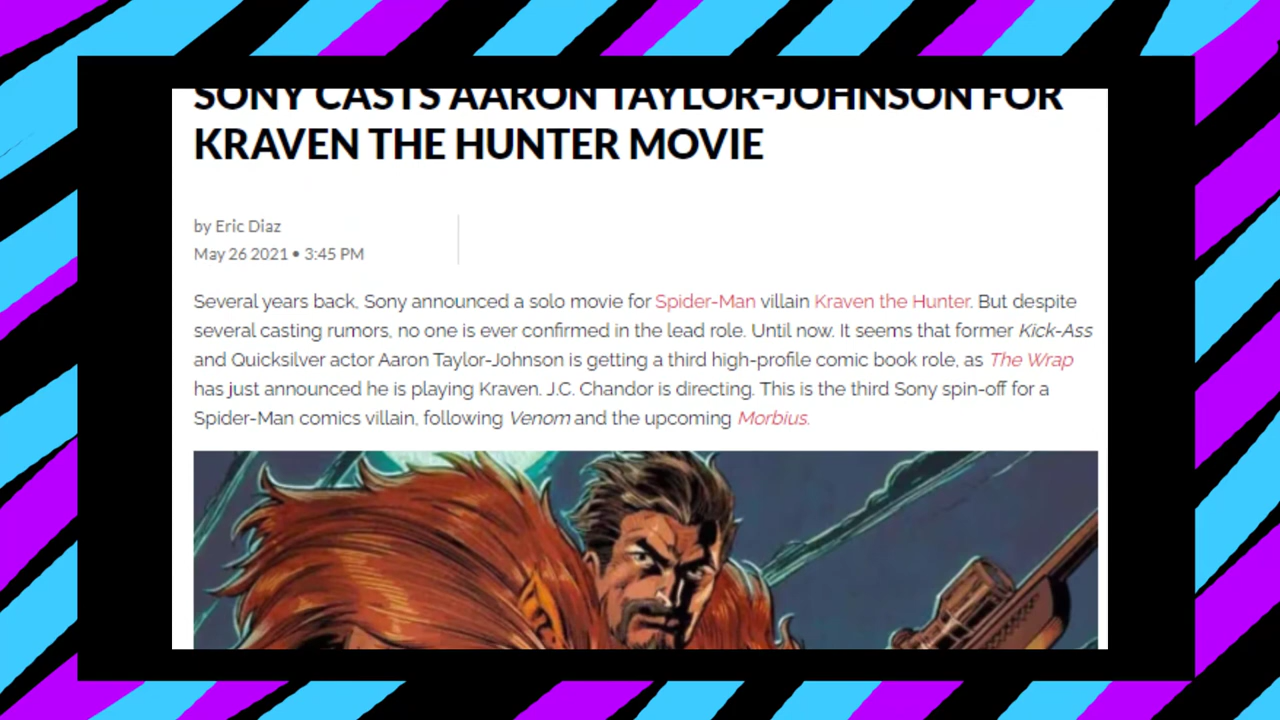 SONY CASTS AARON TAYLOR-JOHNSON FOR
KRAVEN THE HUNTER MOVIE
by Eric Diaz
May 26 2021 • 3:45 PM
Several years back, Sony announced a solo movie for Spider-Man villain Kraven the Hunter. But despite
several casting rumors, no one is ever confirmed in the lead role. Until now. It seems that former Kick-Ass
and Quicksilver actor Aaron Taylor-Johnson is getting a third high-profile comic book role, as The Wrap
has just announced he is playing Kraven. J.C. Chandor is directing. This is the third Sony spin-off for a
Spider-Man comics villain, following Venom and the upcoming Morbius.